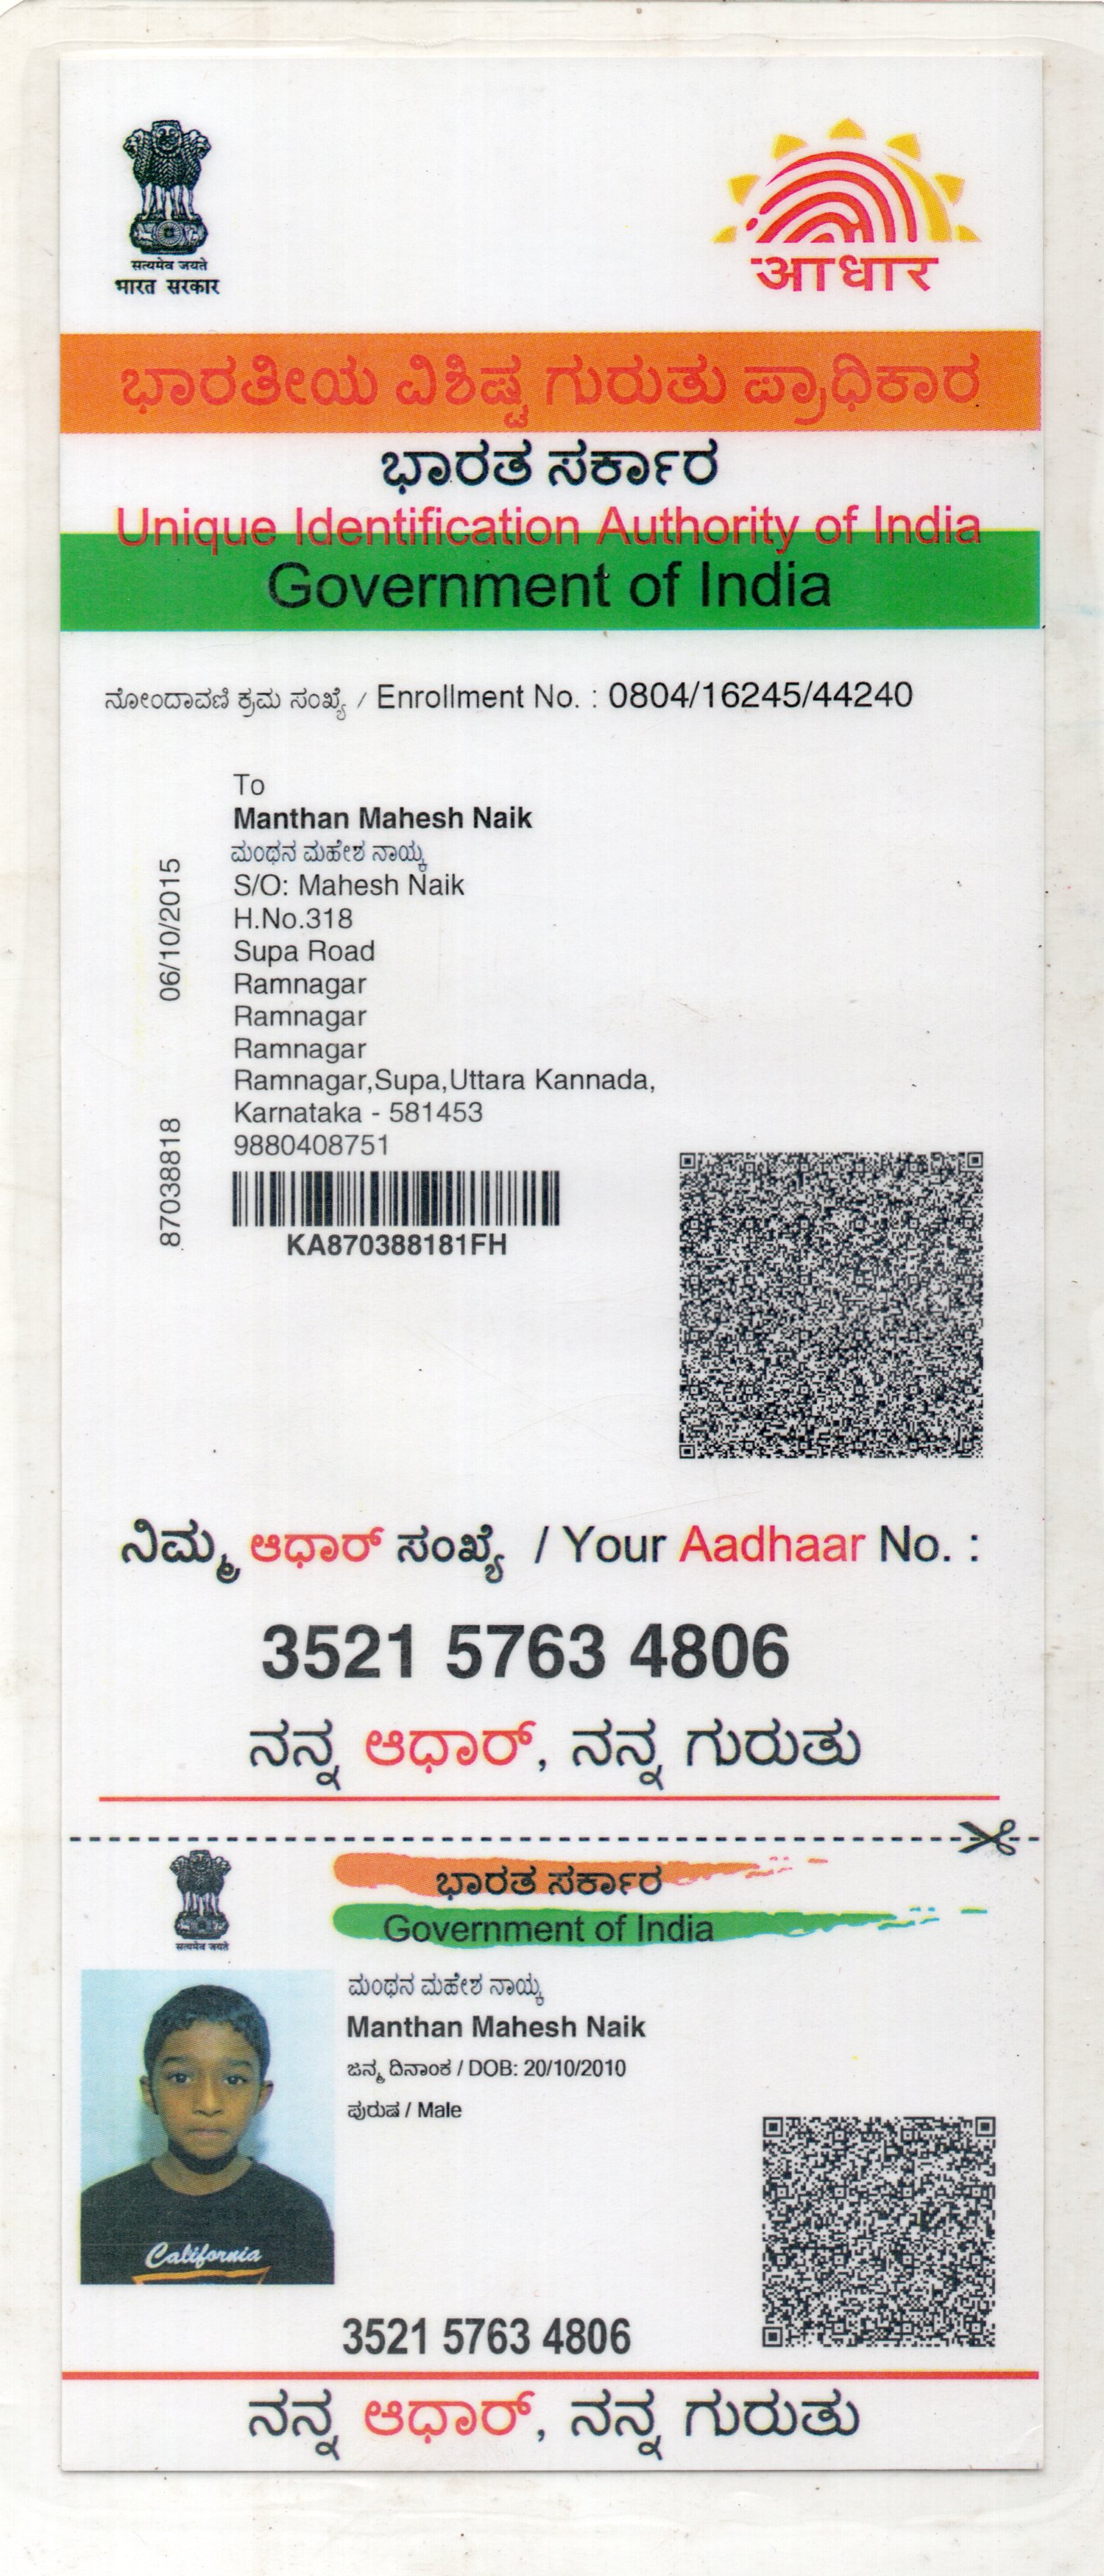 सत्यमेव जयते
भारत सरकार
आधार
ಭಾರತೀಯ ವಿಶಿಷ್ಟ ಗುರುತು ಪ್ರಾಧಿಕಾರ
ಭಾರತ ಸರ್ಕಾರ
Unique Identification Authority of India
Government of India
ನೋಂದಾವಣಿ ಕ್ರಮ ಸಂಖ್ಯೆ / Enrollment No. : 0804/16245/44240
To
Manthan Mahesh Naik
ಮಂಥನ ಮಹೇಶ ನಾಯ್ಕ
S/O: Mahesh Naik
H.No.318
Supa Road
Ramnagar
Ramnagar
Ramnagar
Ramnagar,Supa,Uttara Kannada,
Karnataka - 581453
9880408751
06/10/2015
87038818
KA870388181FH
ನಿಮ್ಮ ಆಧಾರ್ ಸಂಖ್ಯೆ / Your Aadhaar No. :
3521 5763 4806
ನನ್ನ ಆಧಾರ್, ನನ್ನ ಗುರುತು
सत्यमेव जयते
ಭಾರತ ಸರ್ಕಾರ
Government of India
ಮಂಥನ ಮಹೇಶ ನಾಯ್ಕ
Manthan Mahesh Naik
ಜನ್ಮ ದಿನಾಂಕ / DOB: 20/10/2010
ಪುರುಷ / Male
California
3521 5763 4806
ನನ್ನ ಆಧಾರ್, ನನ್ನ ಗುರುತು